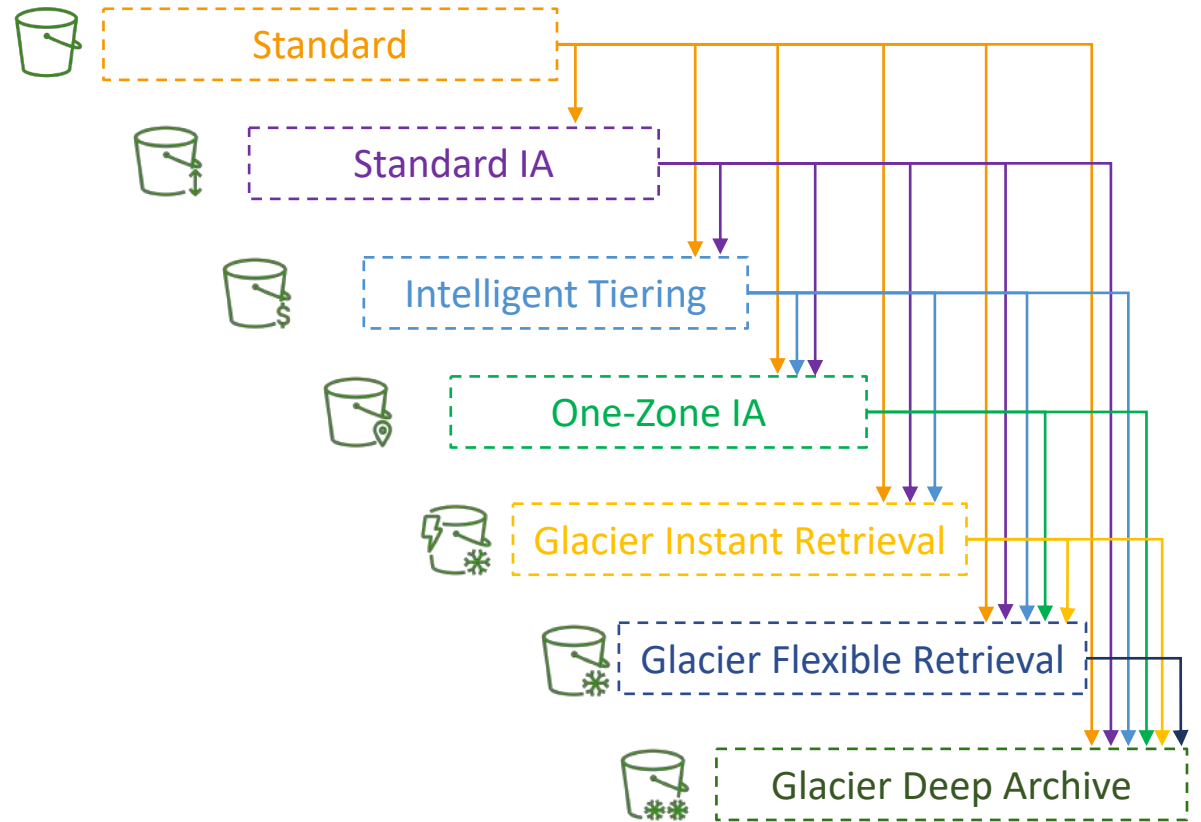 Standard
Standard IA
Intelligent Tiering
One-Zone IA
Glacier Instant Retrieval
Glacier Flexible Retrieval
Glacier Deep Archive